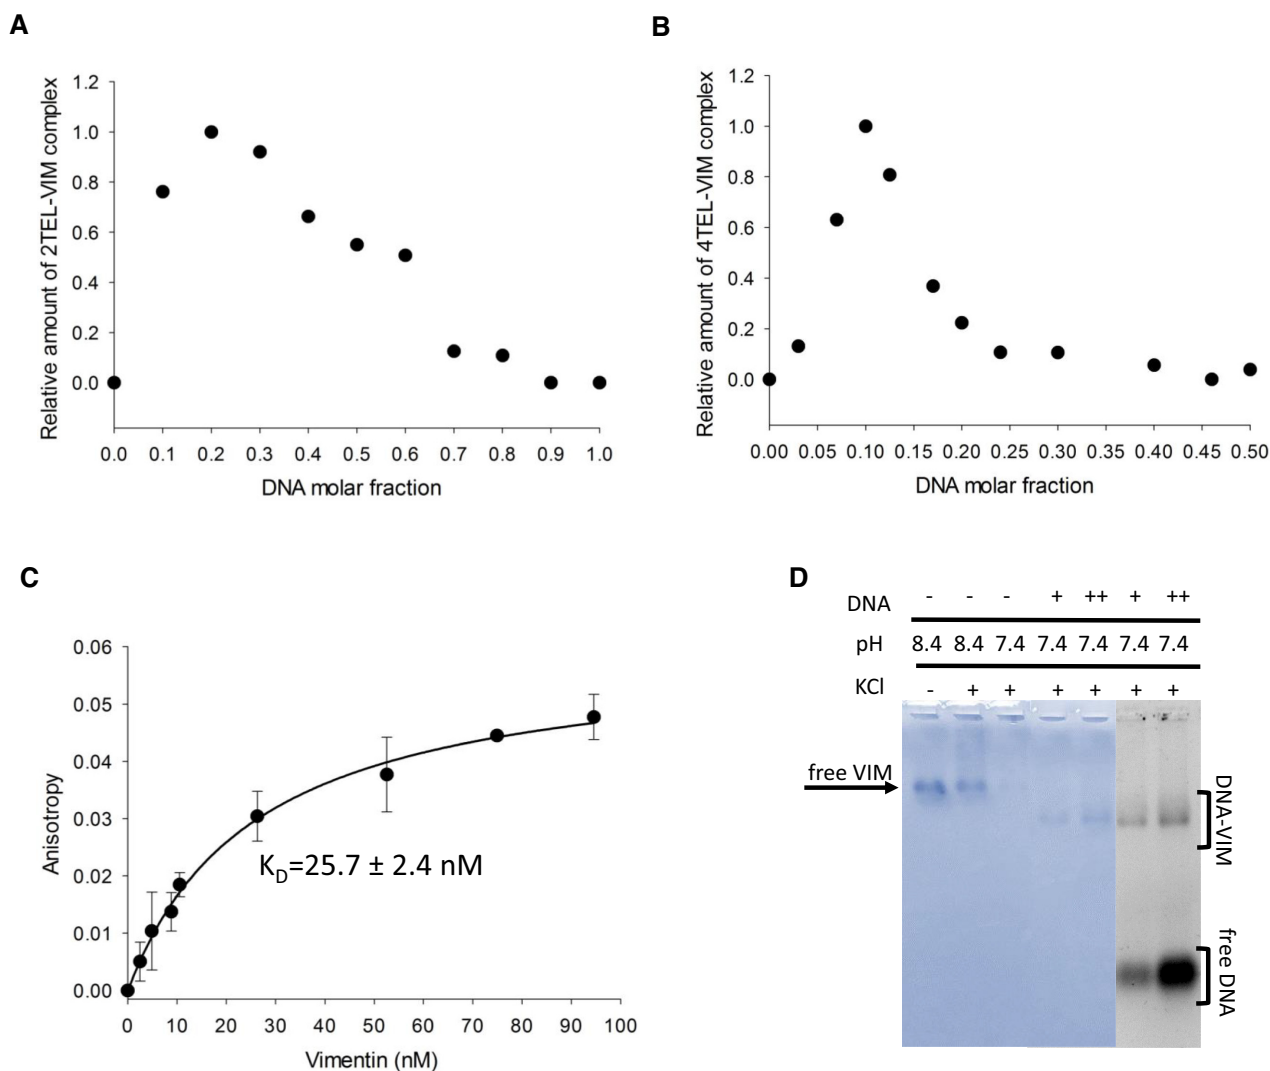 A
Relative amount of 2TEL-VIM complex
1.2
1.0
0.8
0.6
0.4
0.2
0.0
0.0 0.1 0.2 0.3 0.4 0.5 0.6 0.7 0.8 0.9 1.0
DNA molar fraction
B
Relative amount of 4TEL-VIM complex
1.2
1.0
0.8
0.6
0.4
0.2
0.0
0.00 0.05 0.10 0.15 0.20 0.25 0.30 0.35 0.40 0.45 0.50
DNA molar fraction
C
Anisotropy
0.06
0.05
0.04
0.03
0.02
0.01
0.00
K_D=25.7 ± 2.4 nM
0 10 20 30 40 50 60 70 80 90 100
Vimentin (nM)
D
DNA - - - + ++ + ++
pH 8.4 8.4 7.4 7.4 7.4 7.4 7.4
KCl - + + + + + +
free VIM
DNA-VIM
free DNA